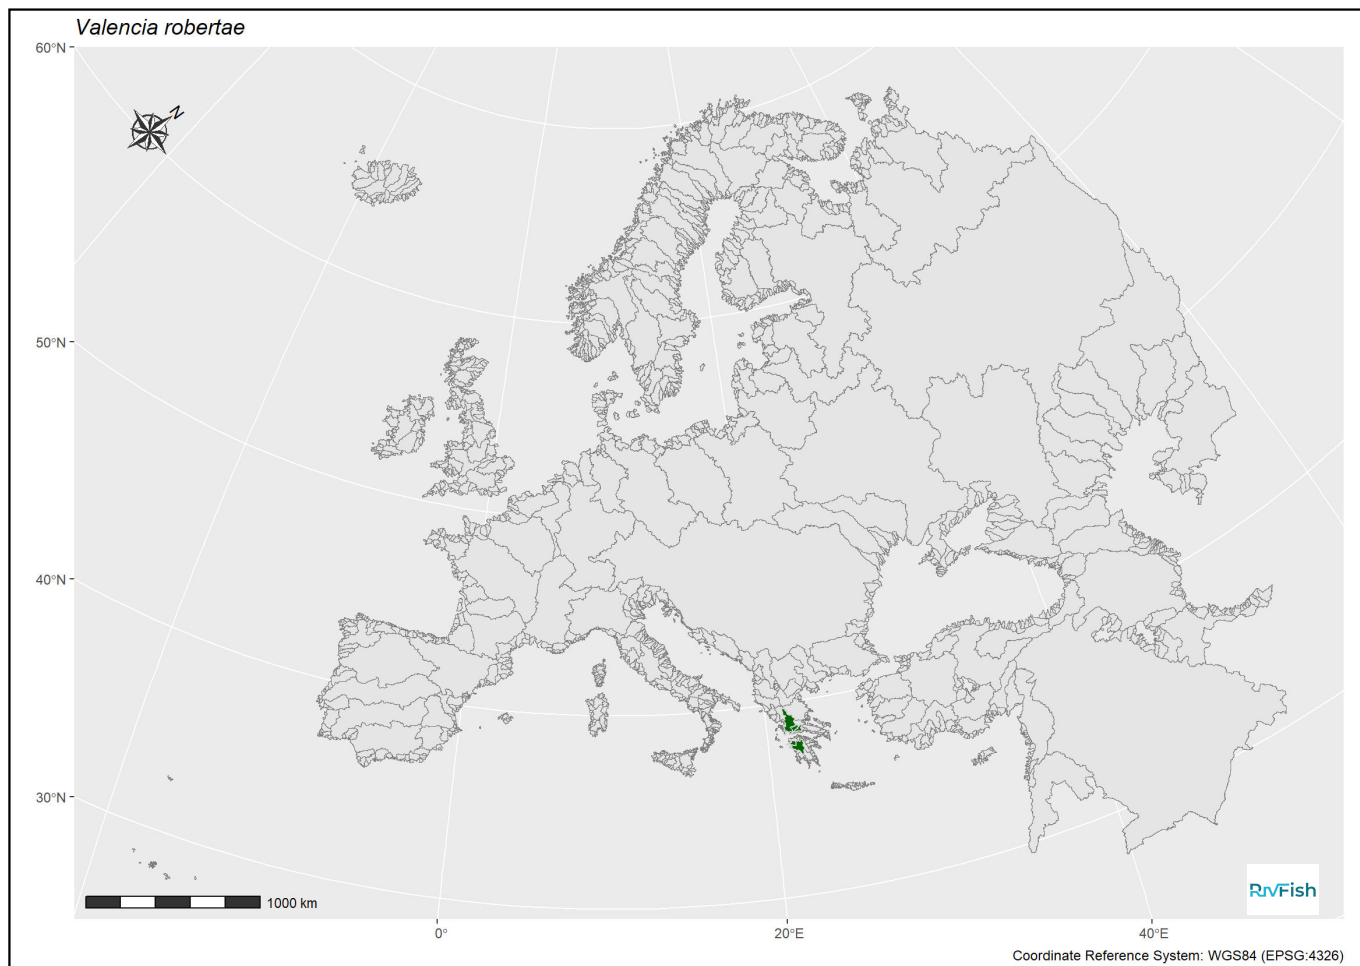 Valencia robertae
60°N
N
50°N
40°N
30°N
1000 km
RIVFish
0°
20°E
40°E
Coordinate Reference System: WGS84 (EPSG:4326)